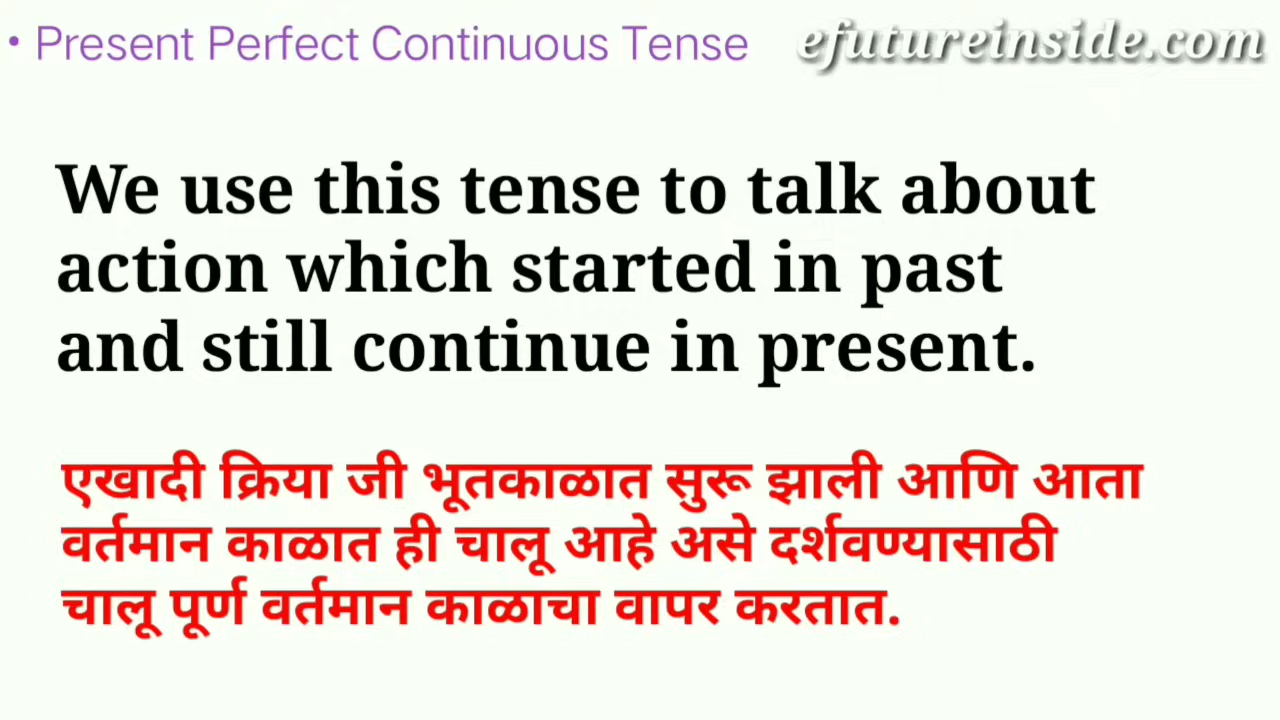 • Present Perfect Continuous Tense
efutureinside.com
We use this tense to talk about
action which started in past
and still continue in present.
एखादी क्रिया जी भूतकाळात सुरू झाली आणि आता
वर्तमान काळात ही चालू आहे असे दर्शवण्यासाठी
चालू पूर्ण वर्तमान काळाचा वापर करतात.